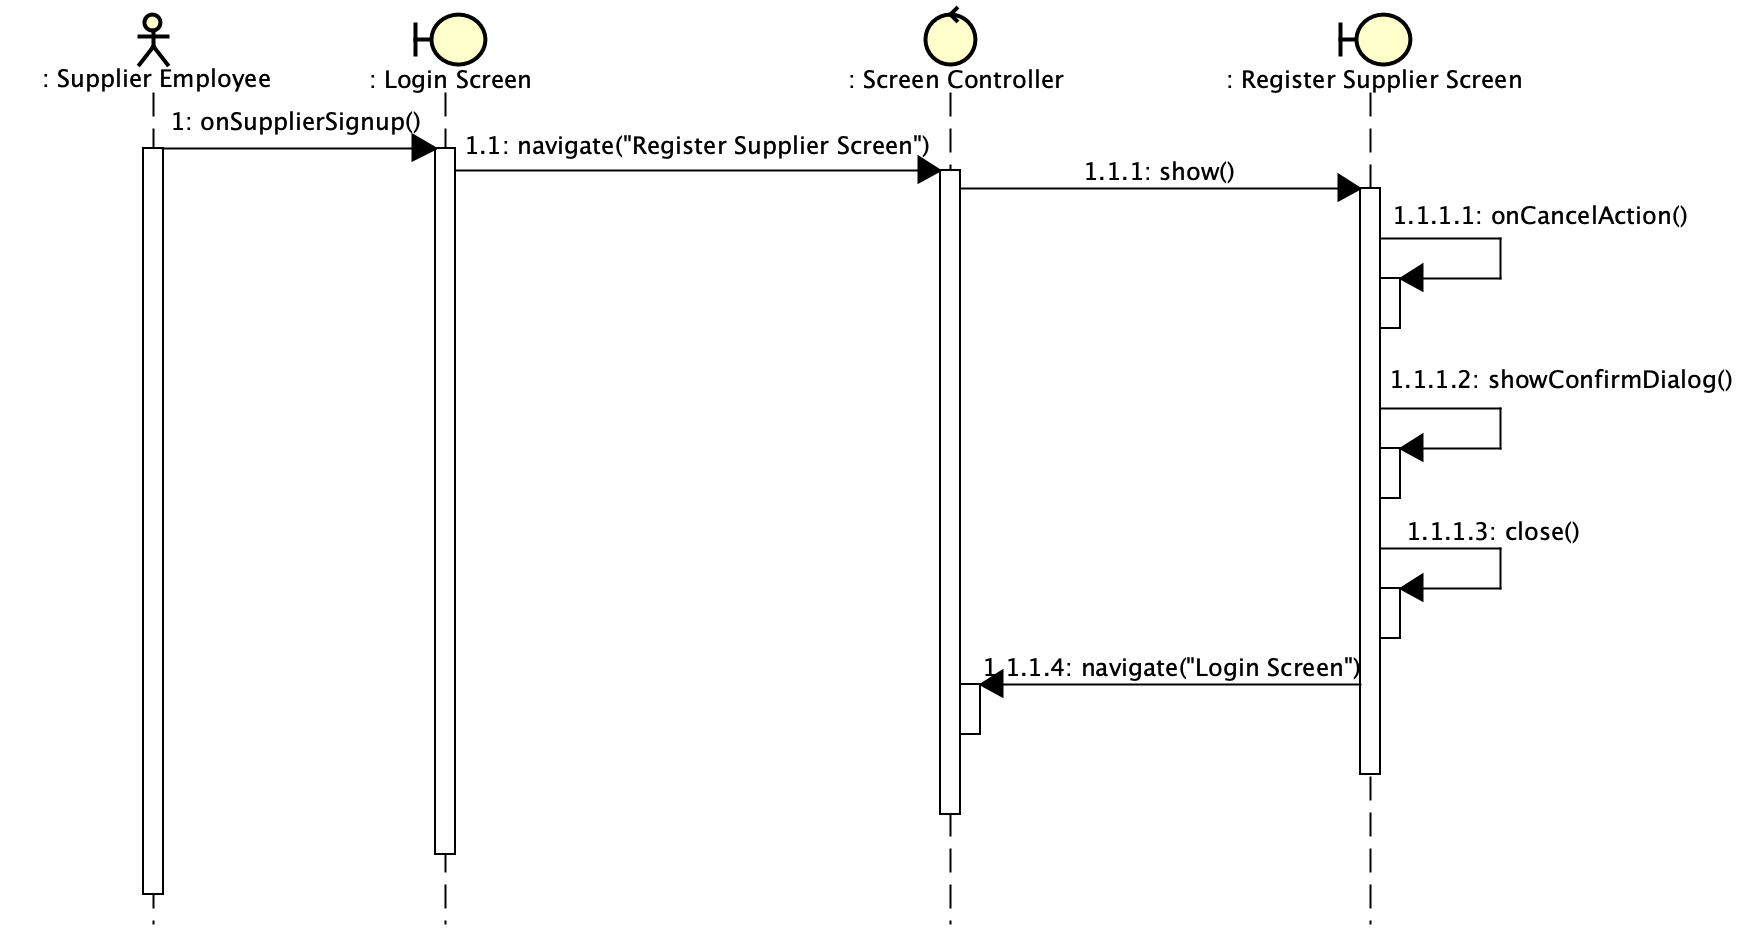 : Supplier Employee
: Login Screen
: Screen Controller
: Register Supplier Screen
1: onSupplierSignup()
1.1: navigate("Register Supplier Screen")
1.1.1: show()
1.1.1.1: onCancelAction()
1.1.1.2: showConfirmDialog()
1.1.1.3: close()
1.1.1.4: navigate("Login Screen")